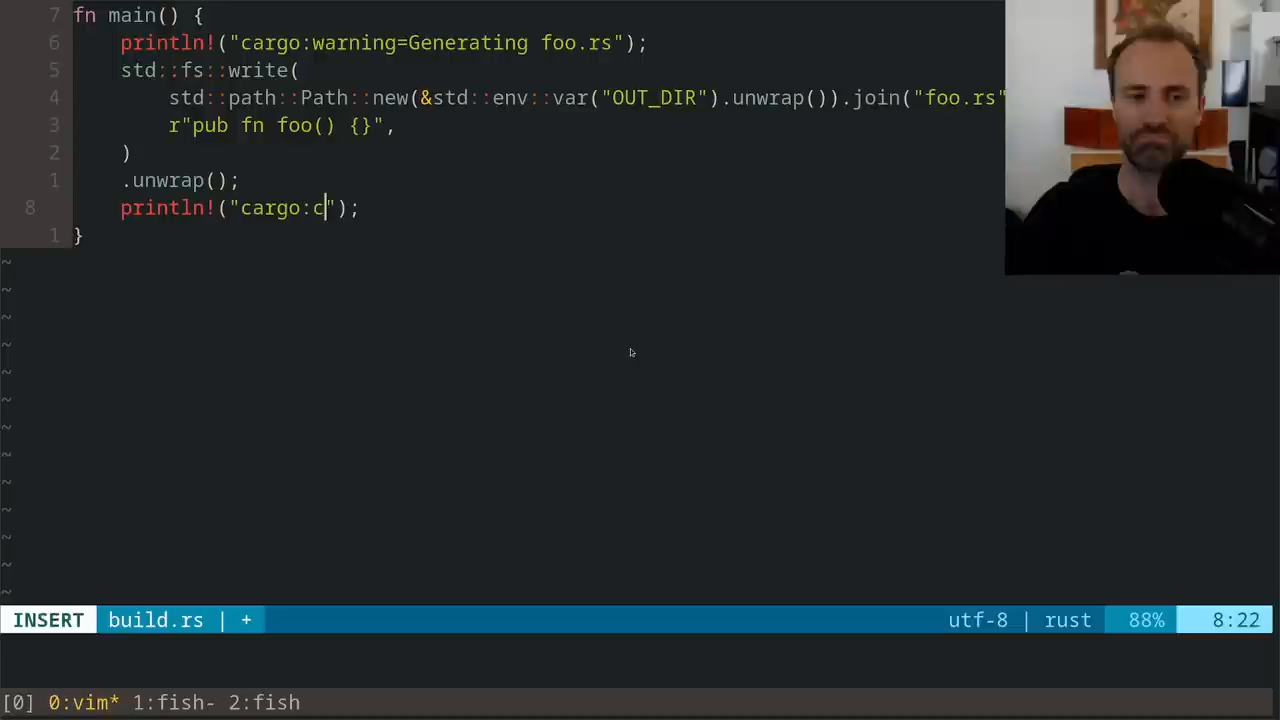 7 fn main() {
6 println!("cargo:warning=Generating foo.rs");
5 std::fs::write(
4 std::path::Path::new(&std::env::var("OUT_DIR").unwrap()).join("foo.rs"
3 r"pub fn foo() {}",
2 )
1 .unwrap();
8 println!("cargo:c");
1 }
~
~
~
~
~
~
~
~
~
~
~
~
~
INSERT build.rs | + utf-8 | rust 88% 8:22
[0] 0:vim* 1:fish- 2:fish